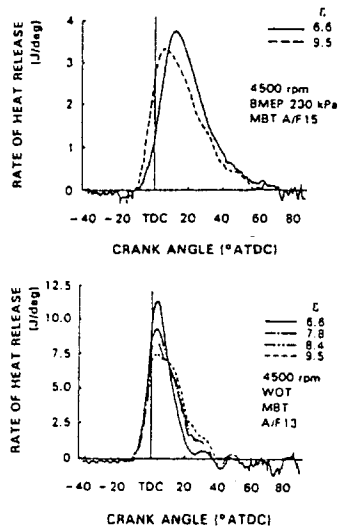 RATE OF HEAT RELEASE
(J/deg)
4
3
2
1
0
6.6
9.5
4500 rpm
BMEP 230 kPa
MBT A/F15
-40 -20 TDC 20 40 60 80
CRANK ANGLE (°ATDC)
RATE OF HEAT RELEASE
(J/deg)
12.5
10.0
7.5
5.0
2.5
0
6.6
7.8
8.4
9.5
4500 rpm
WOT
MBT
A/F13
-40 -20 TDC 20 40 60 80
CRANK ANGLE (°ATDC)